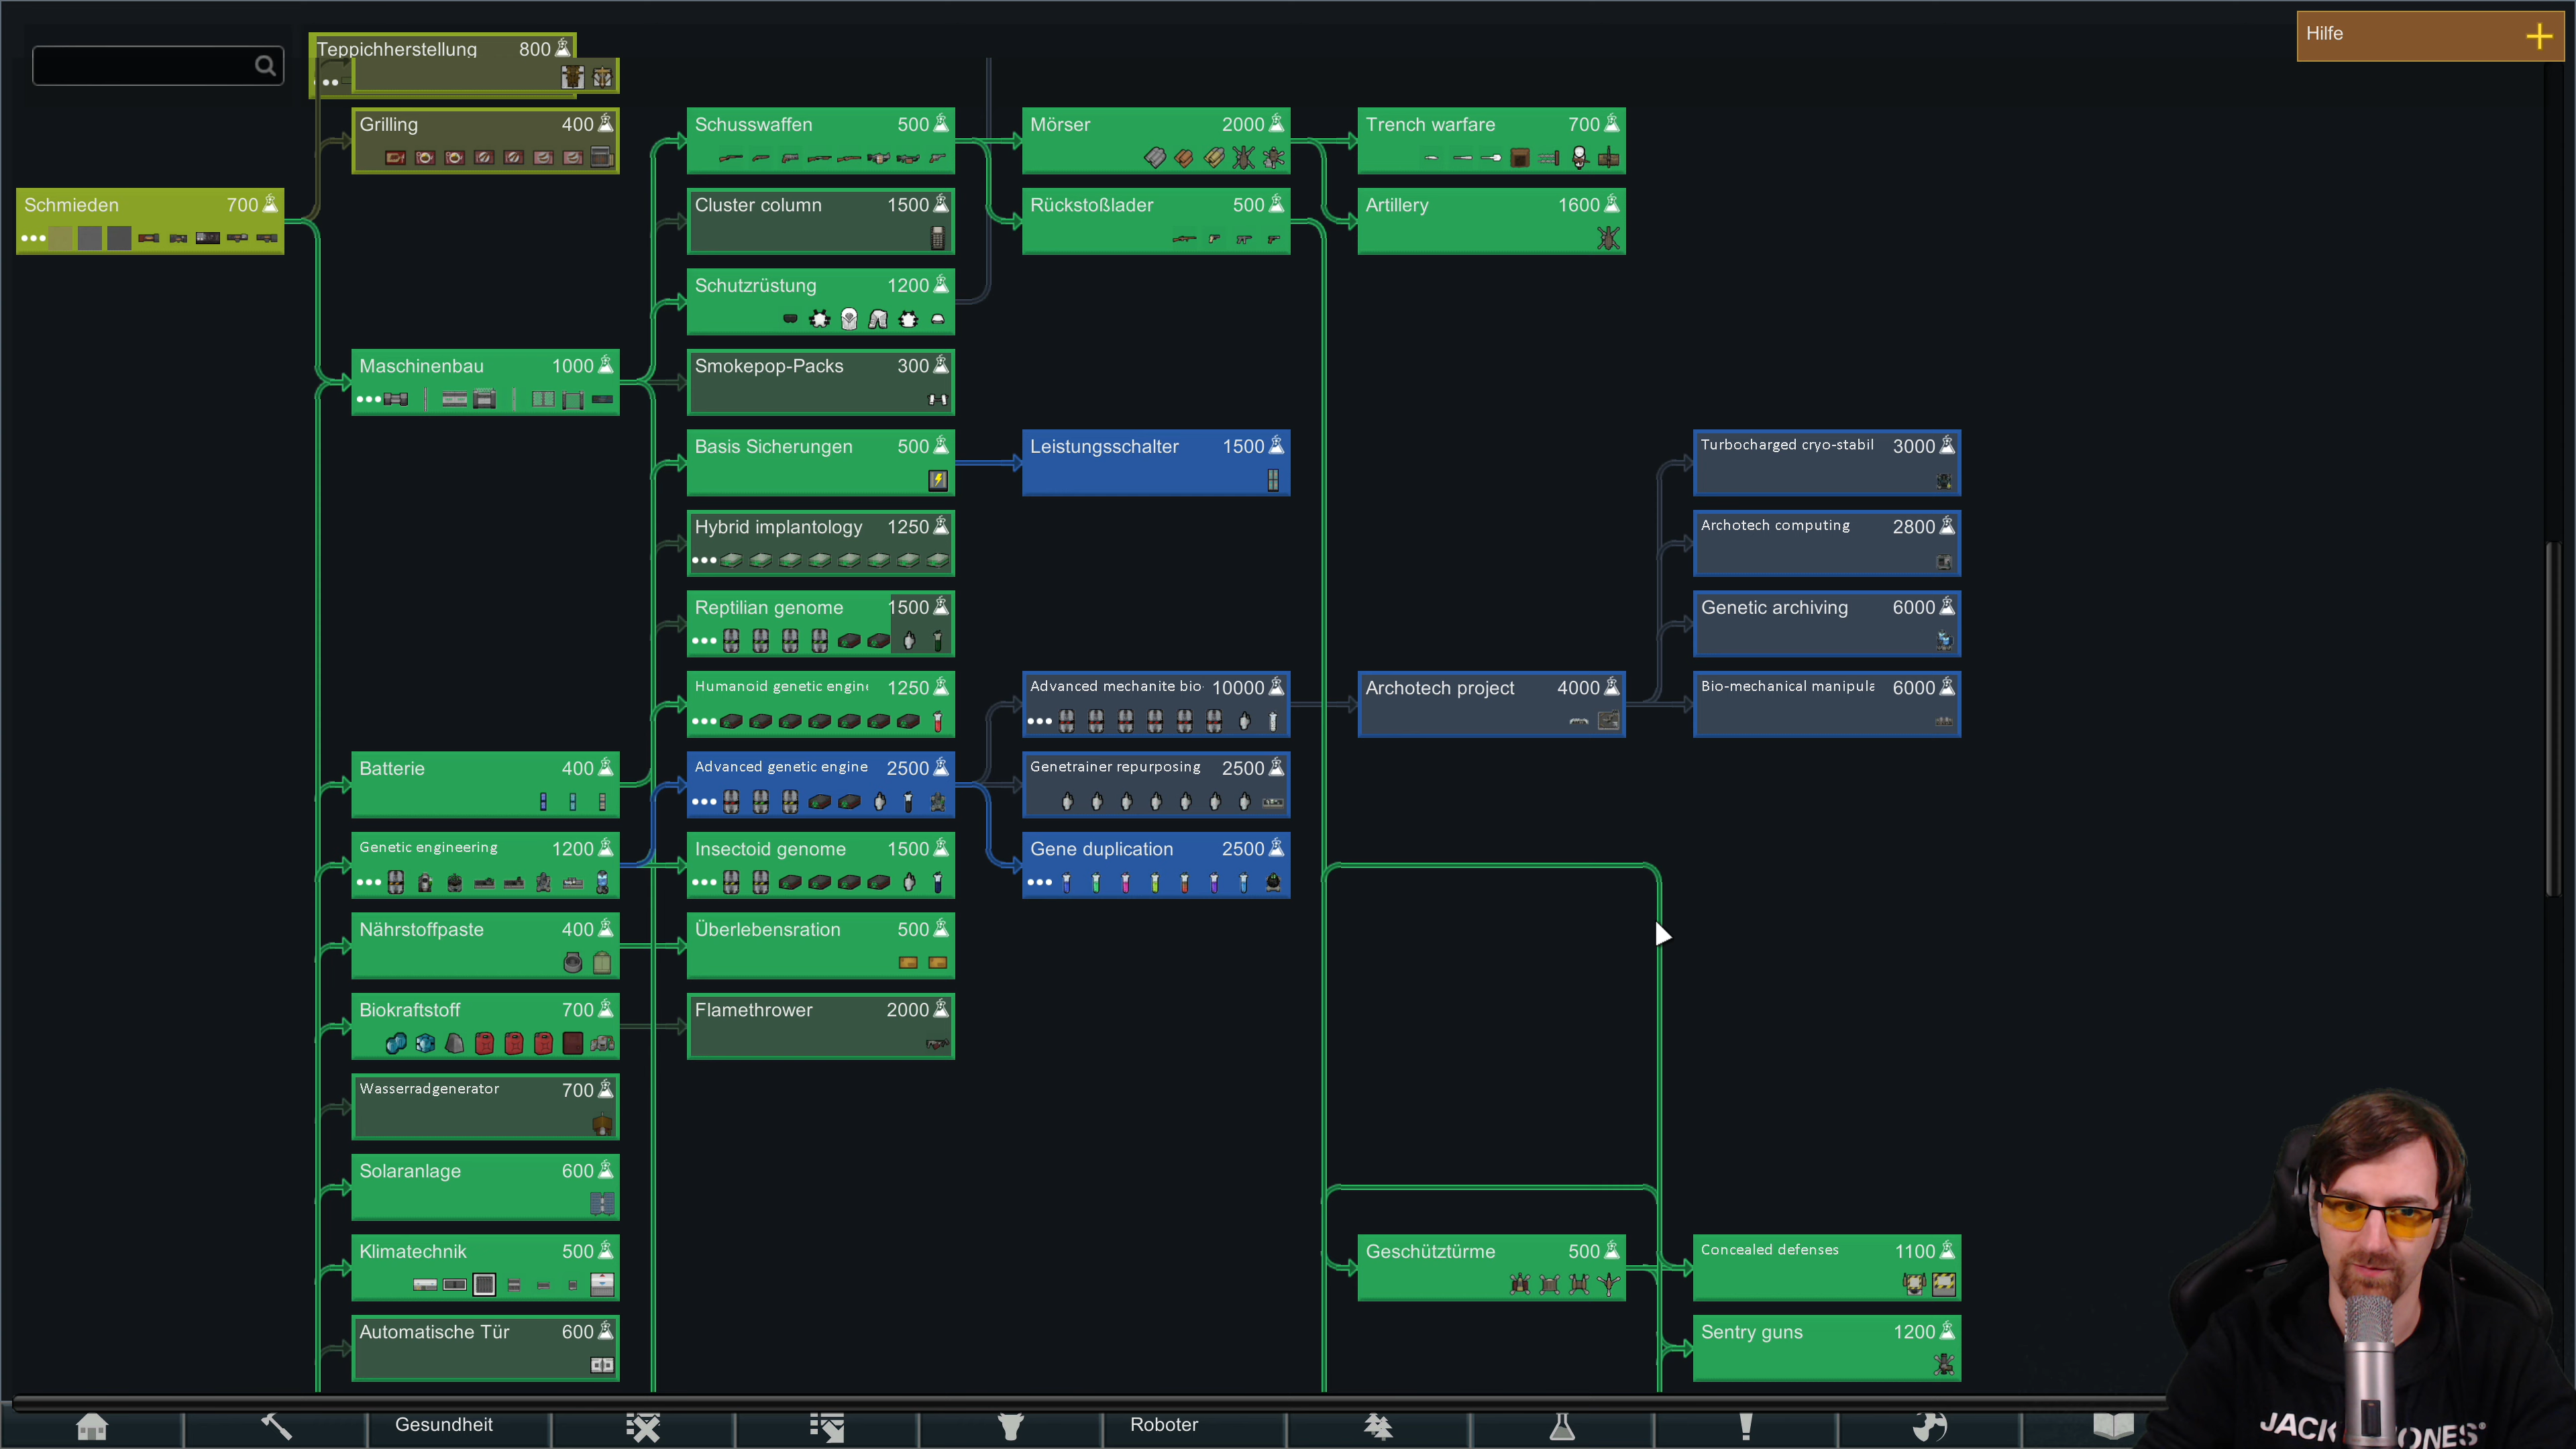 Hilfe
Teppichherstellung 800
Grilling 400
Schusswaffen 500
Mörser 2000
Trench warfare 700
Schmieden 700
Cluster column 1500
Rückstoßlader 500
Artillery 1600
Schutzrüstung 1200
Maschinenbau 1000
Smokepop-Packs 300
Basis Sicherungen 500
Leistungsschalter 1500
Turbocharged cryo-stabil 3000
Hybrid implantology 1250
Archotech computing 2800
Reptilian genome 1500
Genetic archiving 6000
Humanoid genetic engin 1250
Advanced mechanite bio 10000
Archotech project 4000
Bio-mechanical manipula 6000
Batterie 400
Advanced genetic engine 2500
Genetrainer repurposing 2500
Genetic engineering 1200
Insectoid genome 1500
Gene duplication 2500
Nährstoffpaste 400
Überlebensration 500
Biokraftstoff 700
Flamethrower 2000
Wasserradgenerator 700
Solaranlage 600
Klimatechnik 500
Geschütztürme 500
Concealed defenses 1100
Automatische Tür 600
Sentry guns 1200
Gesundheit
Roboter